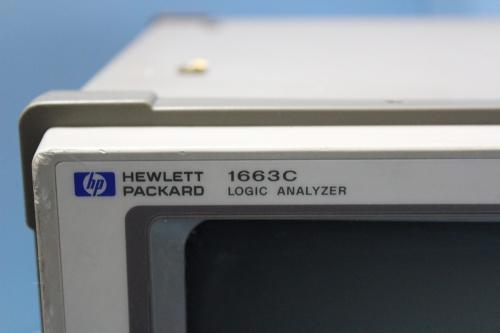 hp HEWLETT PACKARD
1663C
LOGIC ANALYZER